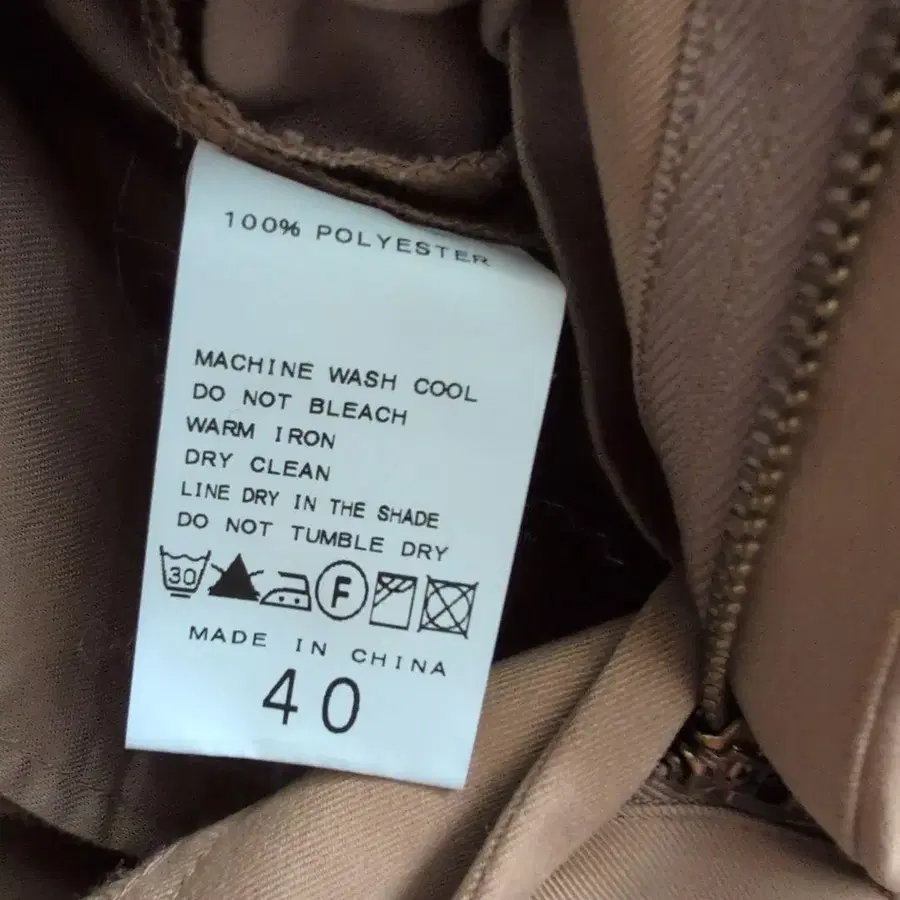 100% POLYESTER
MACHINE WASH COOL
DO NOT BLEACH
WARM IRON
DRY CLEAN
LINE DRY IN THE SHADE
DO NOT TUMBLE DRY
30 F
MADE IN CHINA
40